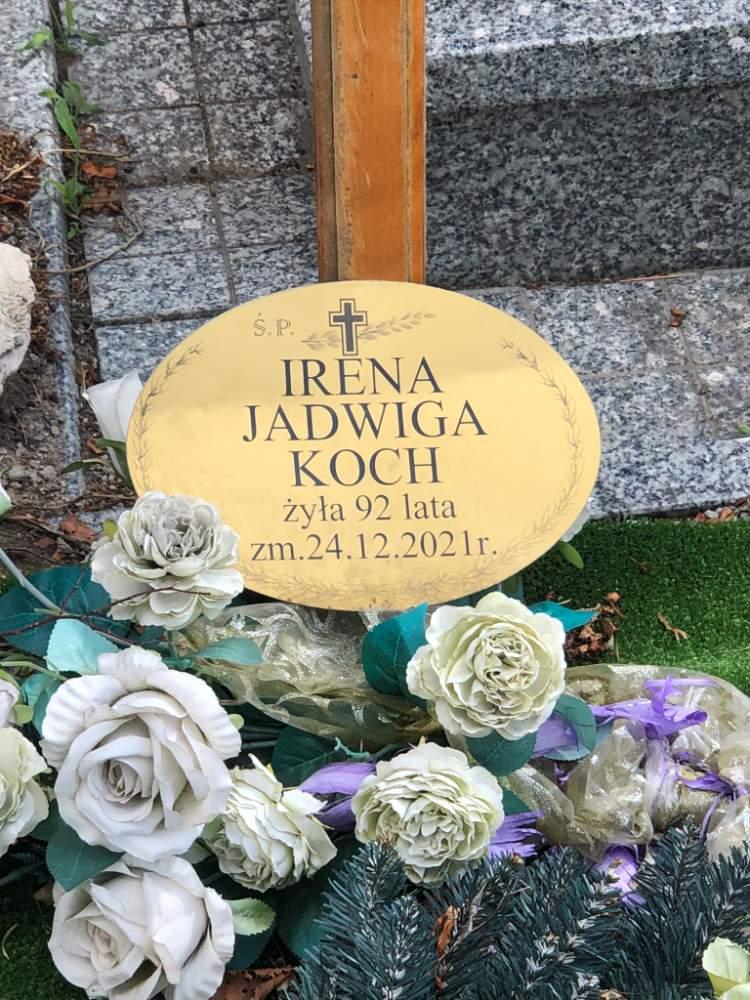 Ś.P.
IRENA
JADWIGA
KOCH
żyła 92 lata
zm.24.12.2021r.